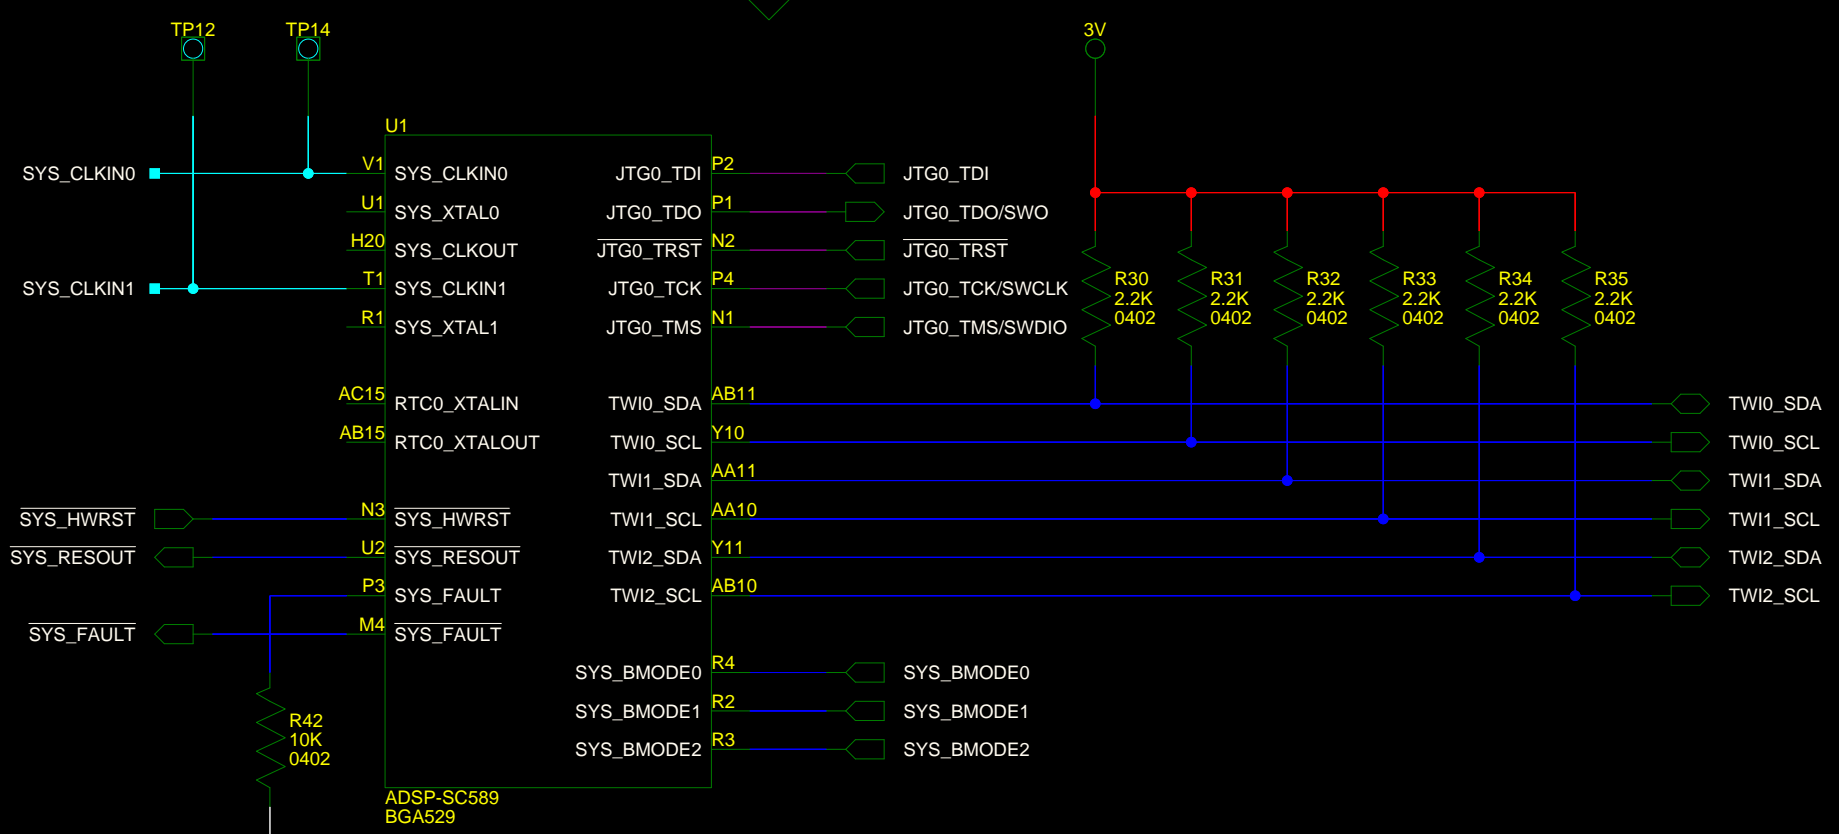 TP12 TP14 3V
U1
SYS_CLKIN0 V1 SYS_CLKIN0 JTG0_TDI P2 JTG0_TDI
U1 SYS_XTAL0 JTG0_TDO P1 JTG0_TDO/SWO
H20 SYS_CLKOUT JTG0_TRST N2 JTG0_TRST
SYS_CLKIN1 T1 SYS_CLKIN1 JTG0_TCK P4 JTG0_TCK/SWCLK
R1 SYS_XTAL1 JTG0_TMS N1 JTG0_TMS/SWDIO
R30 R31 R32 R33 R34 R35
2.2K 2.2K 2.2K 2.2K 2.2K 2.2K
0402 0402 0402 0402 0402 0402
AC15 RTC0_XTALIN TWI0_SDA AB11 TWI0_SDA
AB15 RTC0_XTALOUT TWI0_SCL Y10 TWI0_SCL
TWI1_SDA AA11 TWI1_SDA
SYS_HWRST N3 SYS_HWRST TWI1_SCL AA10 TWI1_SCL
SYS_RESOUT U2 SYS_RESOUT TWI2_SDA Y11 TWI2_SDA
P3 SYS_FAULT TWI2_SCL AB10 TWI2_SCL
SYS_FAULT M4 SYS_FAULT
SYS_BMODE0 R4 SYS_BMODE0
SYS_BMODE1 R2 SYS_BMODE1
SYS_BMODE2 R3 SYS_BMODE2
R42
10K
0402
ADSP-SC589
BGA529